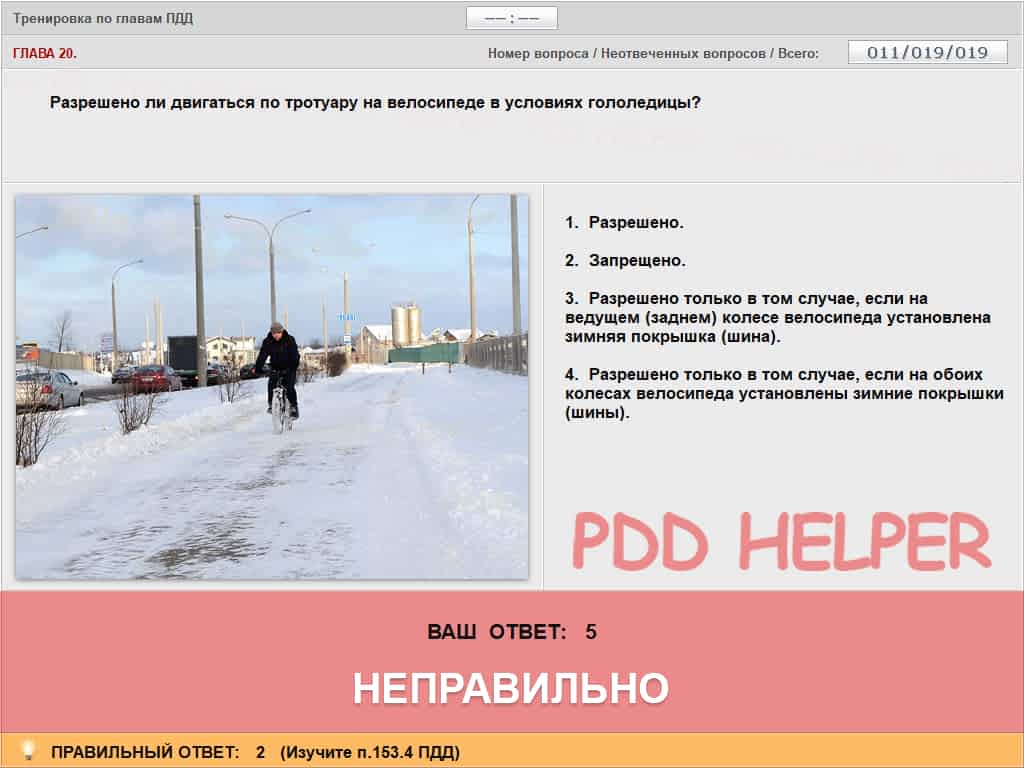 Тренировка по главам ПДД
–– : ––
ГЛАВА 20.
Номер вопроса / Неотвеченных вопросов / Всего:
011/019/019
Разрешено ли двигаться по тротуару на велосипеде в условиях гололедицы?
1. Разрешено.
2. Запрещено.
3. Разрешено только в том случае, если на
ведущем (заднем) колесе велосипеда установлена
зимняя покрышка (шина).
4. Разрешено только в том случае, если на обоих
колесах велосипеда установлены зимние покрышки
(шины).
PDD HELPER
ВАШ ОТВЕТ: 5
НЕПРАВИЛЬНО
ПРАВИЛЬНЫЙ ОТВЕТ: 2 (Изучите п.153.4 ПДД)